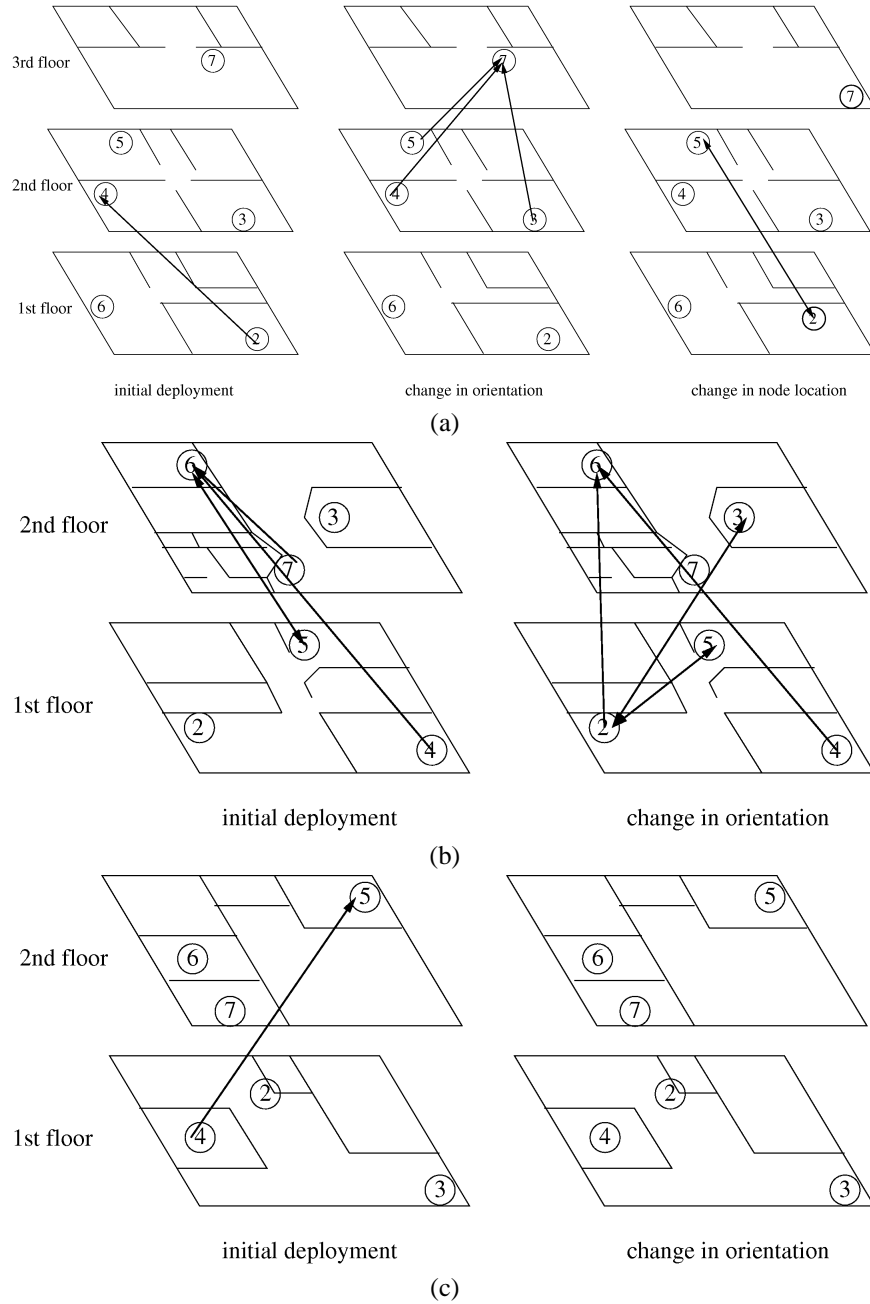 3rd floor 7 7 7
5 5 5
2nd floor 4 4 4
3 3 3
1st floor 6 6 6
2 2 2
initial deployment change in orientation change in node location
(a)
6 6
2nd floor 3 3
7 7
5 5
1st floor 2 2
4 4
initial deployment change in orientation
(b)
5 5
2nd floor 6 6
7 7
2 2
1st floor 4 4
3 3
initial deployment change in orientation
(c)